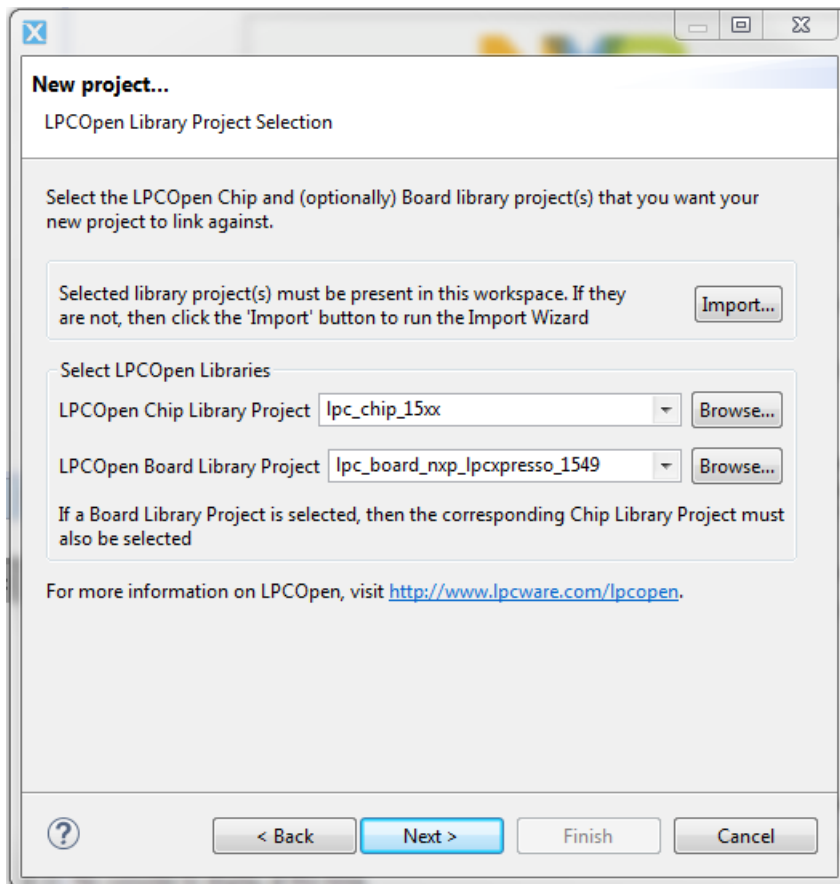 New project...
LPCOpen Library Project Selection
Select the LPCOpen Chip and (optionally) Board library project(s) that you want your
new project to link against.
Selected library project(s) must be present in this workspace. If they
are not, then click the 'Import' button to run the Import Wizard
Import...
Select LPCOpen Libraries
LPCOpen Chip Library Project lpc_chip_15xx Browse...
LPCOpen Board Library Project lpc_board_nxp_lpcxpresso_1549 Browse...
If a Board Library Project is selected, then the corresponding Chip Library Project must
also be selected
For more information on LPCOpen, visit http://www.lpcware.com/lpcopen.
? < Back Next > Finish Cancel